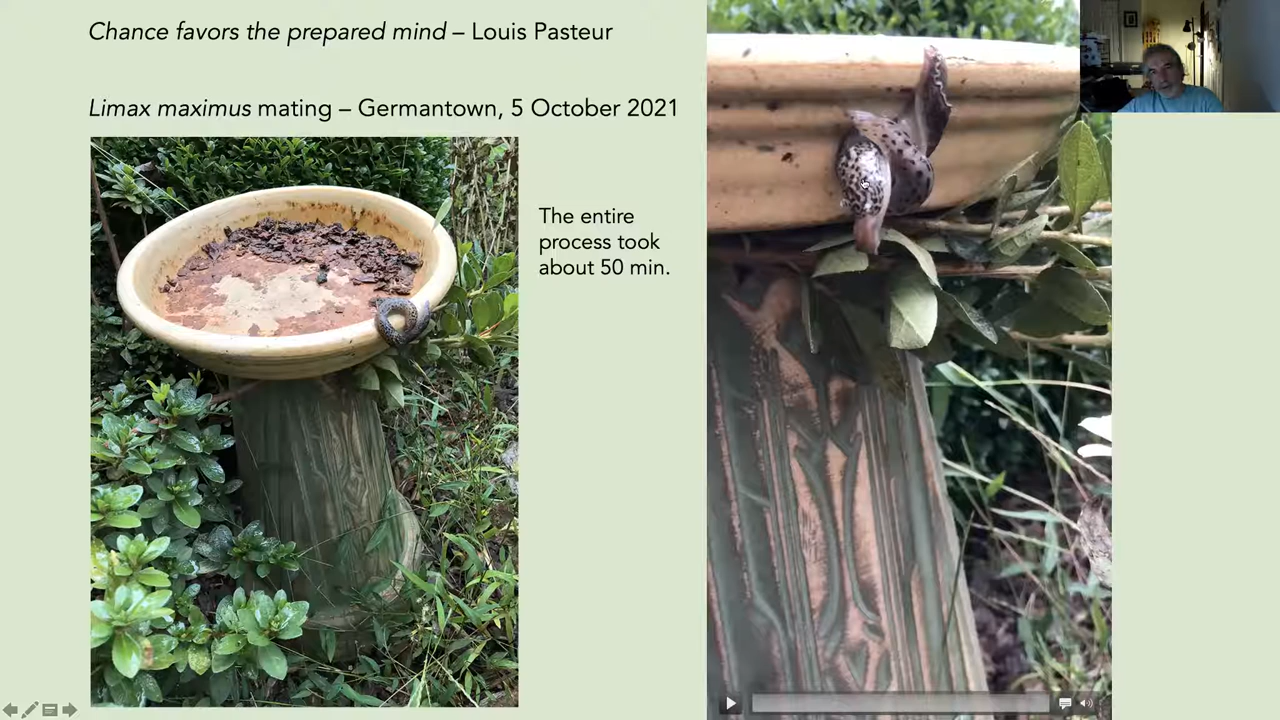 Chance favors the prepared mind – Louis Pasteur
Limax maximus mating – Germantown, 5 October 2021
The entire
process took
about 50 min.